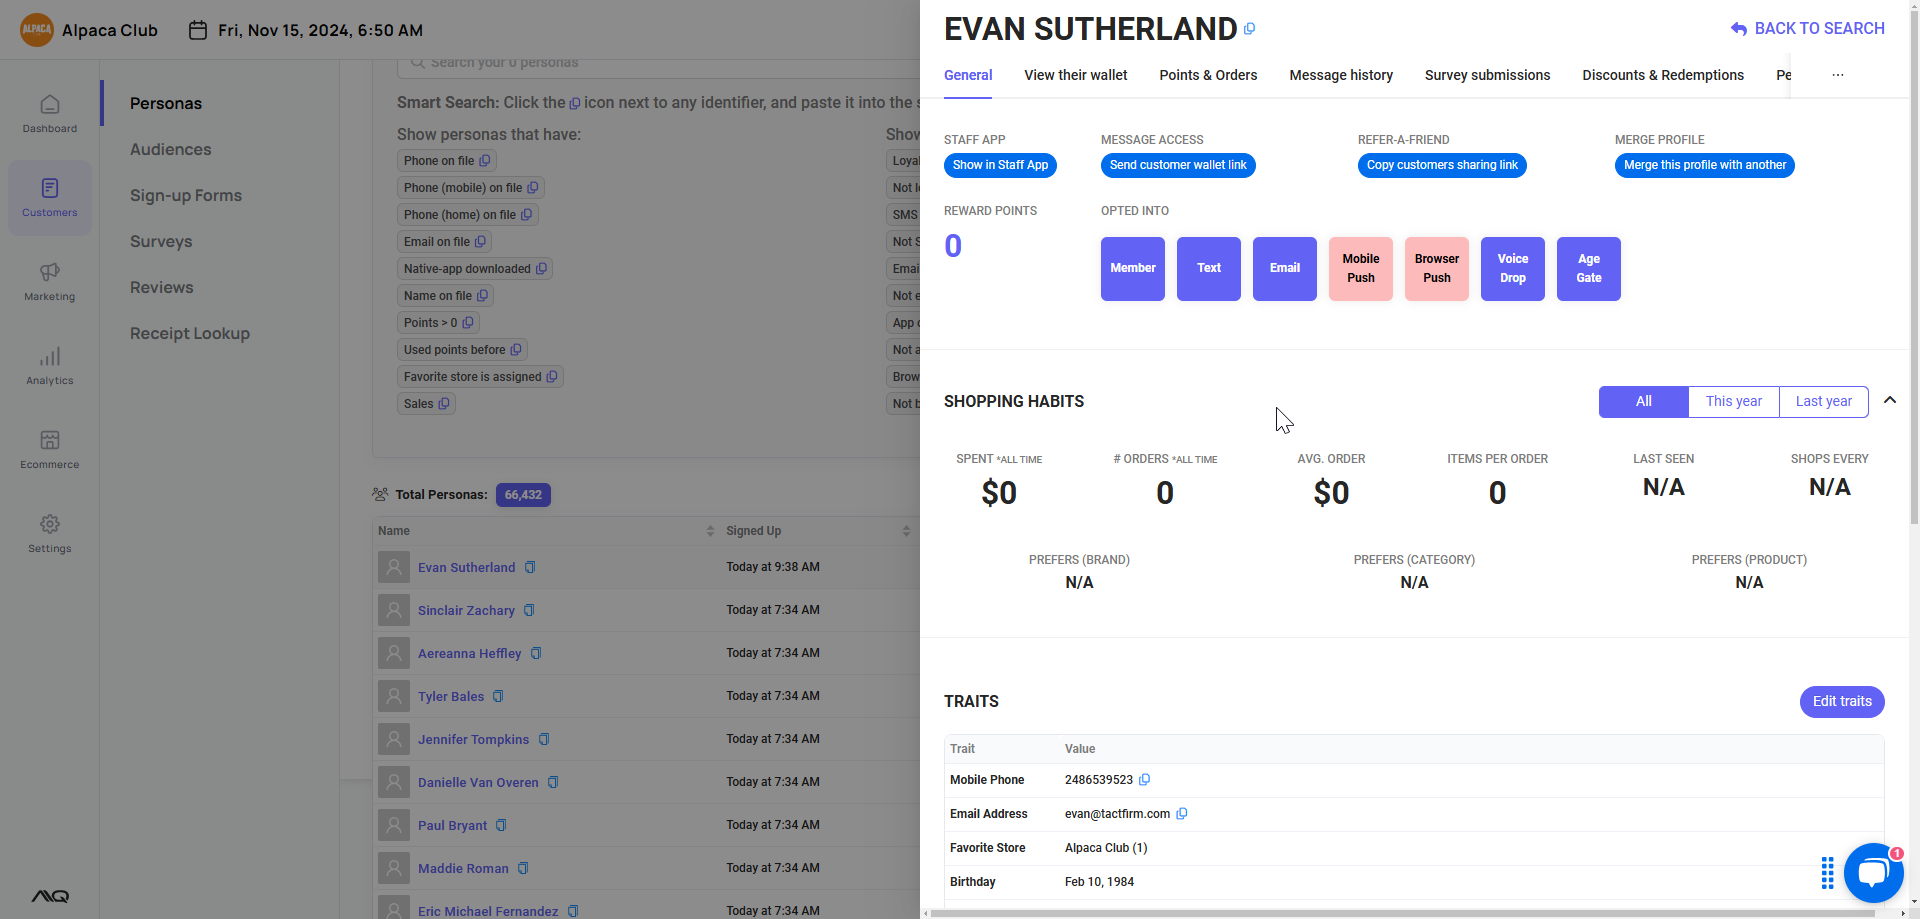 ALPACA
Alpaca Club
Fri, Nov 15, 2024, 6:50 AM
Dashboard
Customers
Marketing
Analytics
Ecommerce
Settings
Personas
Audiences
Sign-up Forms
Surveys
Reviews
Receipt Lookup
Search your 0 personas
Smart Search: Click the icon next to any identifier, and paste it into the s
Show personas that have:
Phone on file
Phone (mobile) on file
Phone (home) on file
Email on file
Native-app downloaded
Name on file
Points > 0
Used points before
Favorite store is assigned
Sales
Show
Loyal
Not l
SMS
Not S
Emai
Not e
App
Not a
Brow
Not b
Total Personas: 66,432
Name Signed Up
Evan Sutherland Today at 9:38 AM
Sinclair Zachary Today at 7:34 AM
Aereanna Heffley Today at 7:34 AM
Tyler Bales Today at 7:34 AM
Jennifer Tompkins Today at 7:34 AM
Danielle Van Overen Today at 7:34 AM
Paul Bryant Today at 7:34 AM
Maddie Roman Today at 7:34 AM
Eric Michael Fernandez Today at 7:34 AM
EVAN SUTHERLAND
BACK TO SEARCH
General View their wallet Points & Orders Message history Survey submissions Discounts & Redemptions Pe ...
STAFF APP MESSAGE ACCESS REFER-A-FRIEND MERGE PROFILE
Show in Staff App Send customer wallet link Copy customers sharing link Merge this profile with another
REWARD POINTS OPTED INTO
0
Member
Text
Email
Mobile
Push
Browser
Push
Voice
Drop
Age
Gate
SHOPPING HABITS
All This year Last year
SPENT *ALL TIME # ORDERS *ALL TIME AVG. ORDER ITEMS PER ORDER LAST SEEN SHOPS EVERY
$0 0 $0 0 N/A N/A
PREFERS (BRAND) PREFERS (CATEGORY) PREFERS (PRODUCT)
N/A N/A N/A
TRAITS
Edit traits
Trait Value
Mobile Phone 2486539523
Email Address evan@tactfirm.com
Favorite Store Alpaca Club (1)
Birthday Feb 10, 1984
1
AIQ